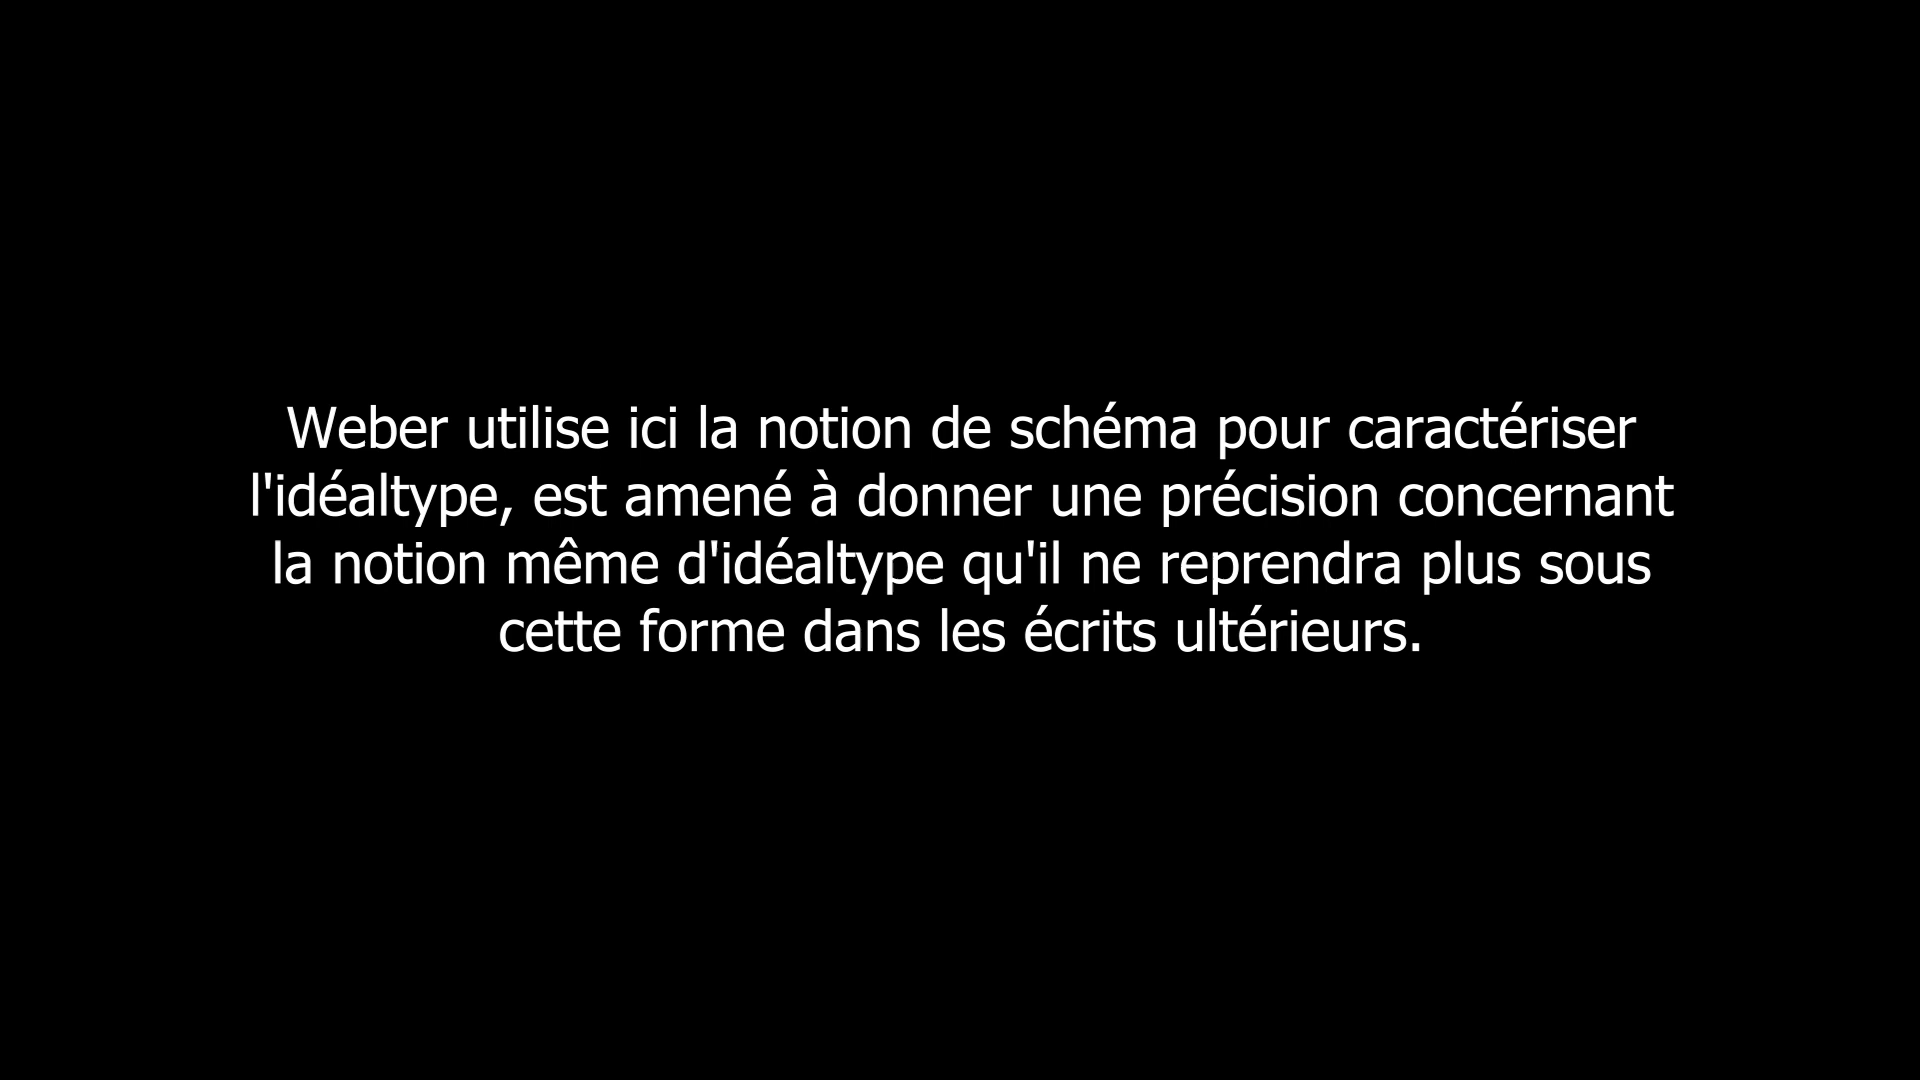 Weber utilise ici la notion de schéma pour caractériser
l'idéaltype, est amené à donner une précision concernant
la notion même d'idéaltype qu'il ne reprendra plus sous
cette forme dans les écrits ultérieurs.